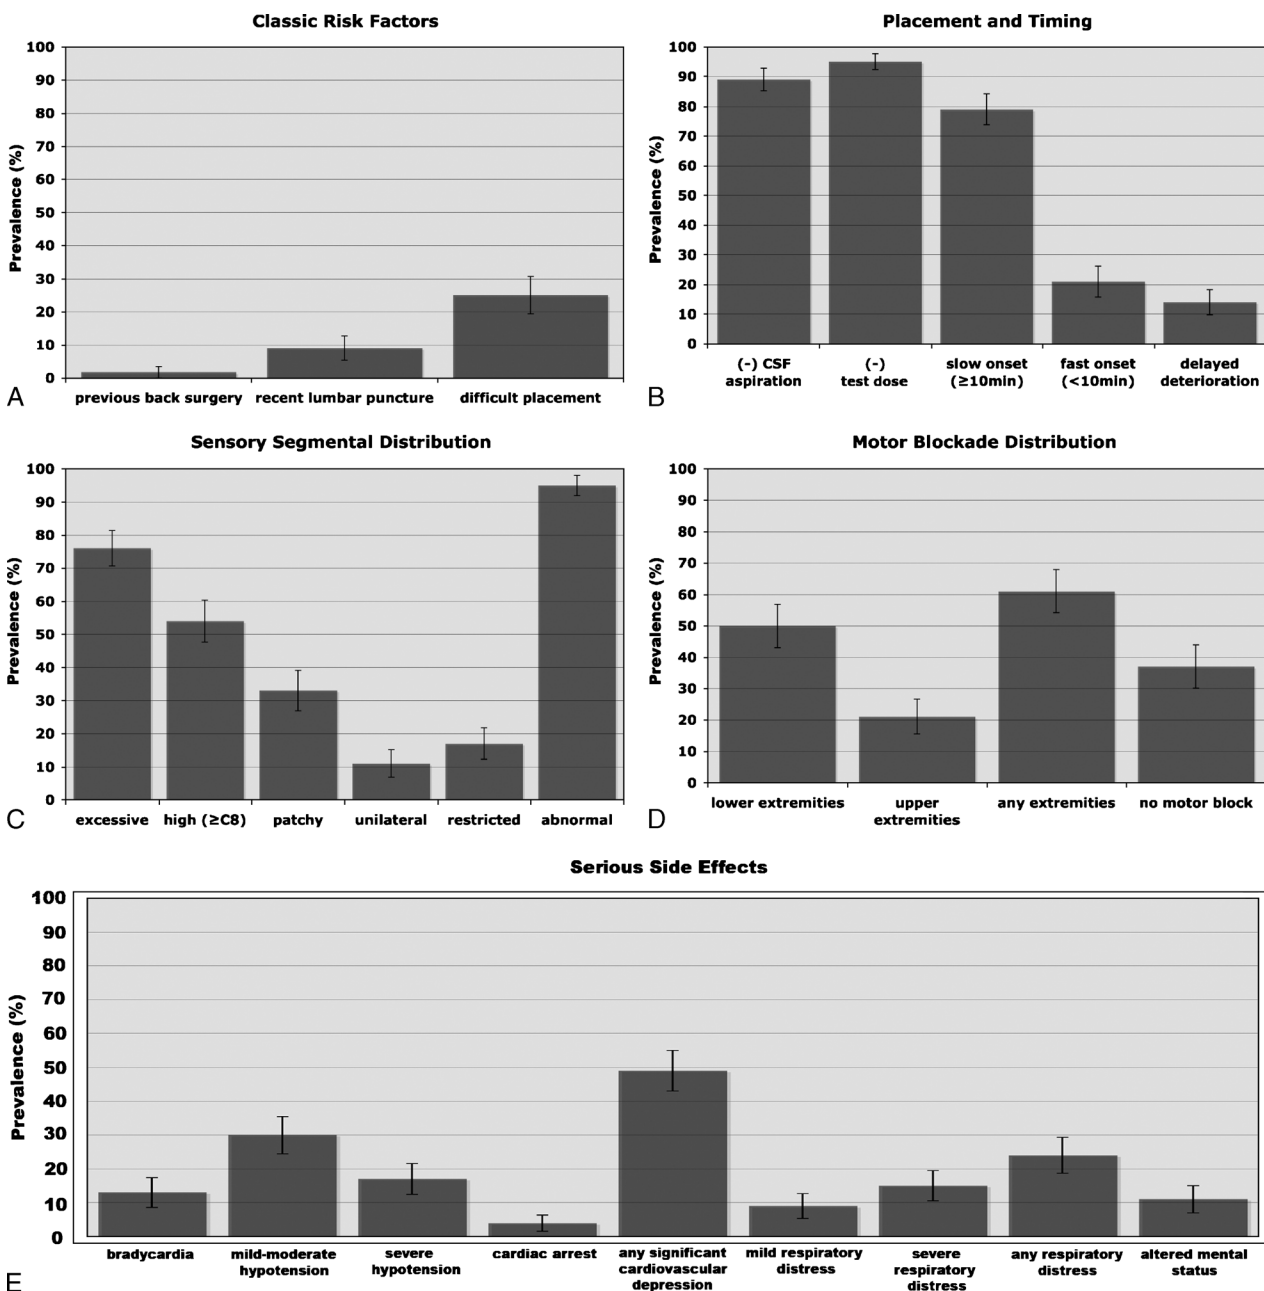 Classic Risk Factors
Prevalence (%)
100
90
80
70
60
50
40
30
20
10
0
previous back surgery recent lumbar puncture difficult placement
A
Placement and Timing
Prevalence (%)
100
90
80
70
60
50
40
30
20
10
0
(-) CSF (-) slow onset fast onset delayed
aspiration test dose (≥10min) (<10min) deterioration
B
Sensory Segmental Distribution
Prevalence (%)
100
90
80
70
60
50
40
30
20
10
0
excessive high (≥C8) patchy unilateral restricted abnormal
C
Motor Blockade Distribution
Prevalence (%)
100
90
80
70
60
50
40
30
20
10
0
lower extremities upper any extremities no motor block
extremities
D
Serious Side Effects
Prevalence (%)
100
90
80
70
60
50
40
30
20
10
0
bradycardia mild-moderate severe cardiac arrest any significant mild respiratory severe any respiratory altered mental
hypotension hypotension cardiovascular distress respiratory distress status
depression distress
E